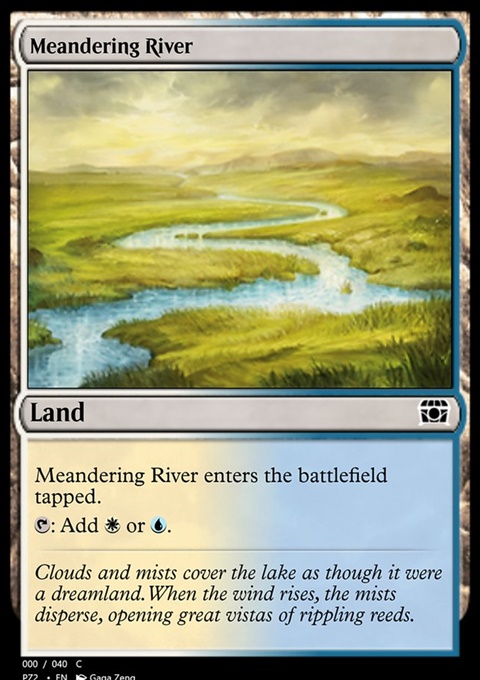 Meandering River
Land
Meandering River enters the battlefield
tapped.
: Add or .
Clouds and mists cover the lake as though it were
a dreamland. When the wind rises, the mists
disperse, opening great vistas of rippling reeds.
000 / 040 C
PZ2 • EN Gaga Zeng